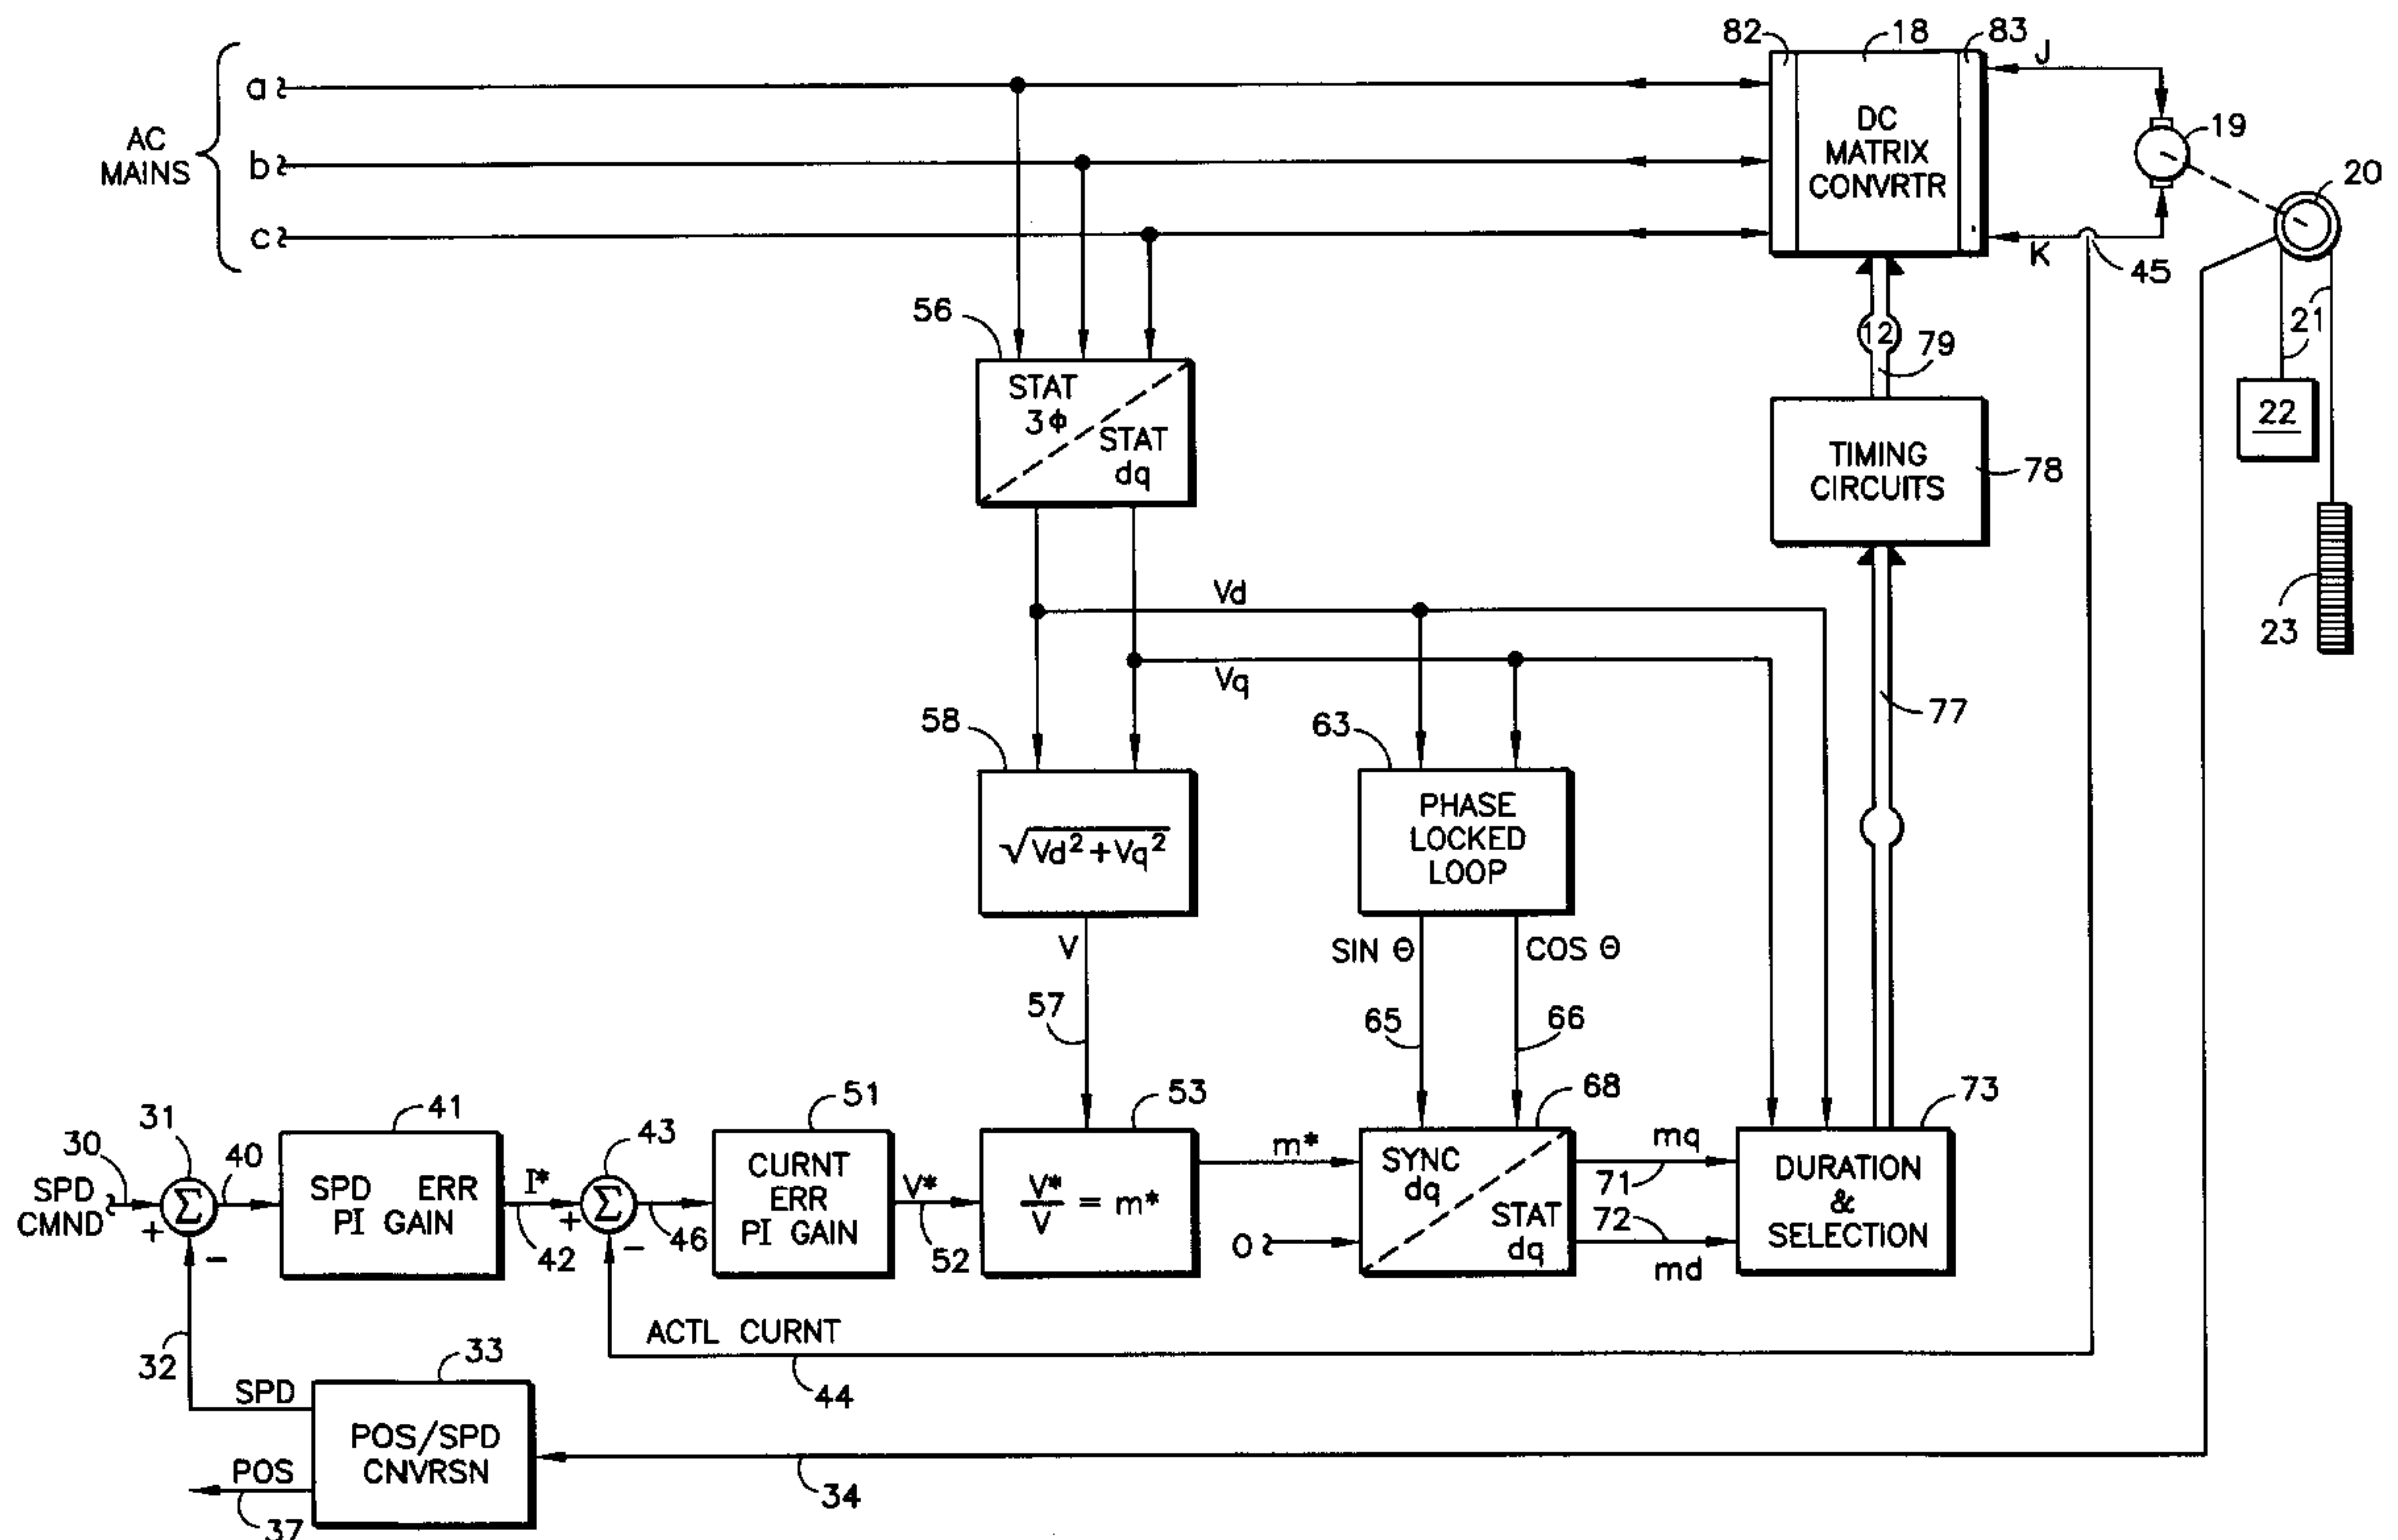 82
18
83
J
a
AC
MAINS
DC
MATRIX
CONVRTR
19
b
20
c
K
45
56
12
79
21
STAT
3ϕ
STAT
dq
22
TIMING
CIRCUITS
78
Vd
23
Vq
77
58
63
√Vd²+Vq²
PHASE
LOCKED
LOOP
V
SIN Θ
COS Θ
57
65
66
31
41
43
51
53
68
73
30
40
SPD
CMND
Σ
+
−
SPD ERR
PI GAIN
I*
42
Σ
+
−
46
CURNT
ERR
PI GAIN
V*
52
V*/V = m*
m*
O
SYNC
dq
STAT
dq
mq
71
72
md
DURATION
&
SELECTION
ACTL CURNT
44
32
33
SPD
POS/SPD
CNVRSN
POS
37
34